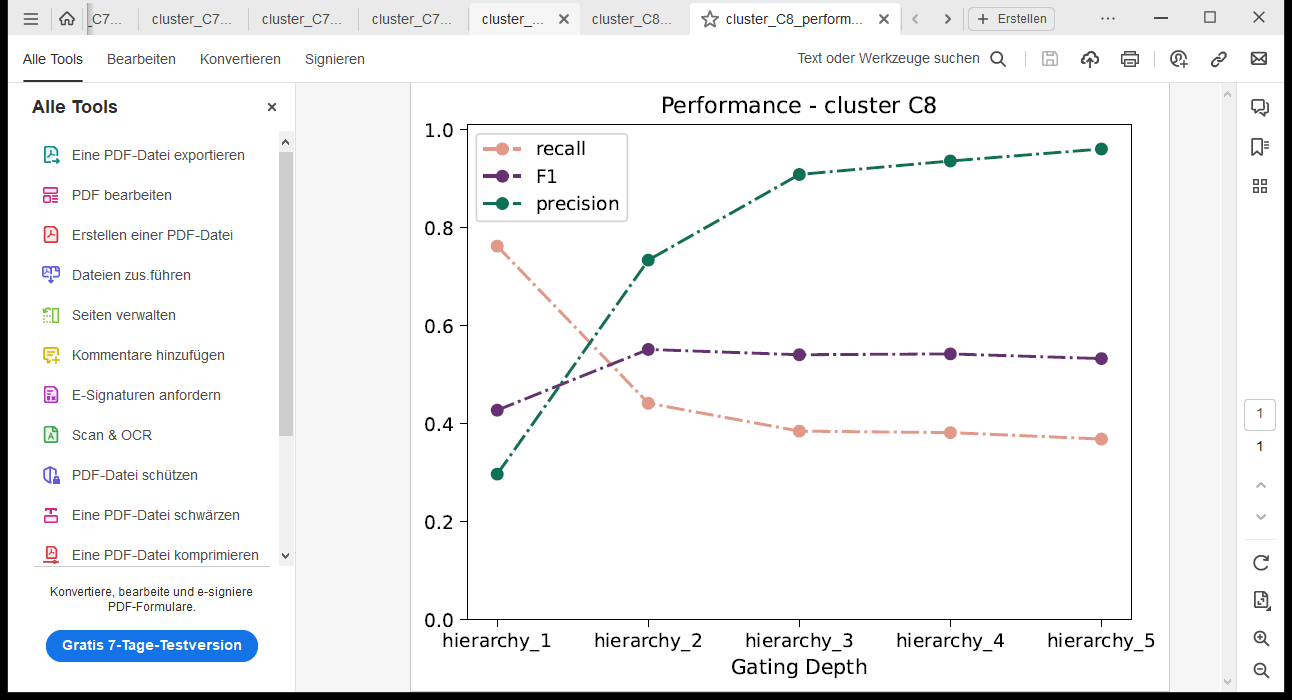 _C7...
cluster_C7...
cluster_C7...
cluster_C7...
cluster_...
cluster_C8...
cluster_C8_perform...
Erstellen
Alle Tools
Bearbeiten
Konvertieren
Signieren
Text oder Werkzeuge suchen
Alle Tools
Eine PDF-Datei exportieren
PDF bearbeiten
Erstellen einer PDF-Datei
Dateien zus.führen
Seiten verwalten
Kommentare hinzufügen
E-Signaturen anfordern
Scan & OCR
PDF-Datei schützen
Eine PDF-Datei schwärzen
Eine PDF-Datei komprimieren
Konvertiere, bearbeite und e-signiere
PDF-Formulare.
Gratis 7-Tage-Testversion
Performance - cluster C8
recall
F1
precision
1.0
0.8
0.6
0.4
0.2
0.0
hierarchy_1
hierarchy_2
hierarchy_3
hierarchy_4
hierarchy_5
Gating Depth
1
1